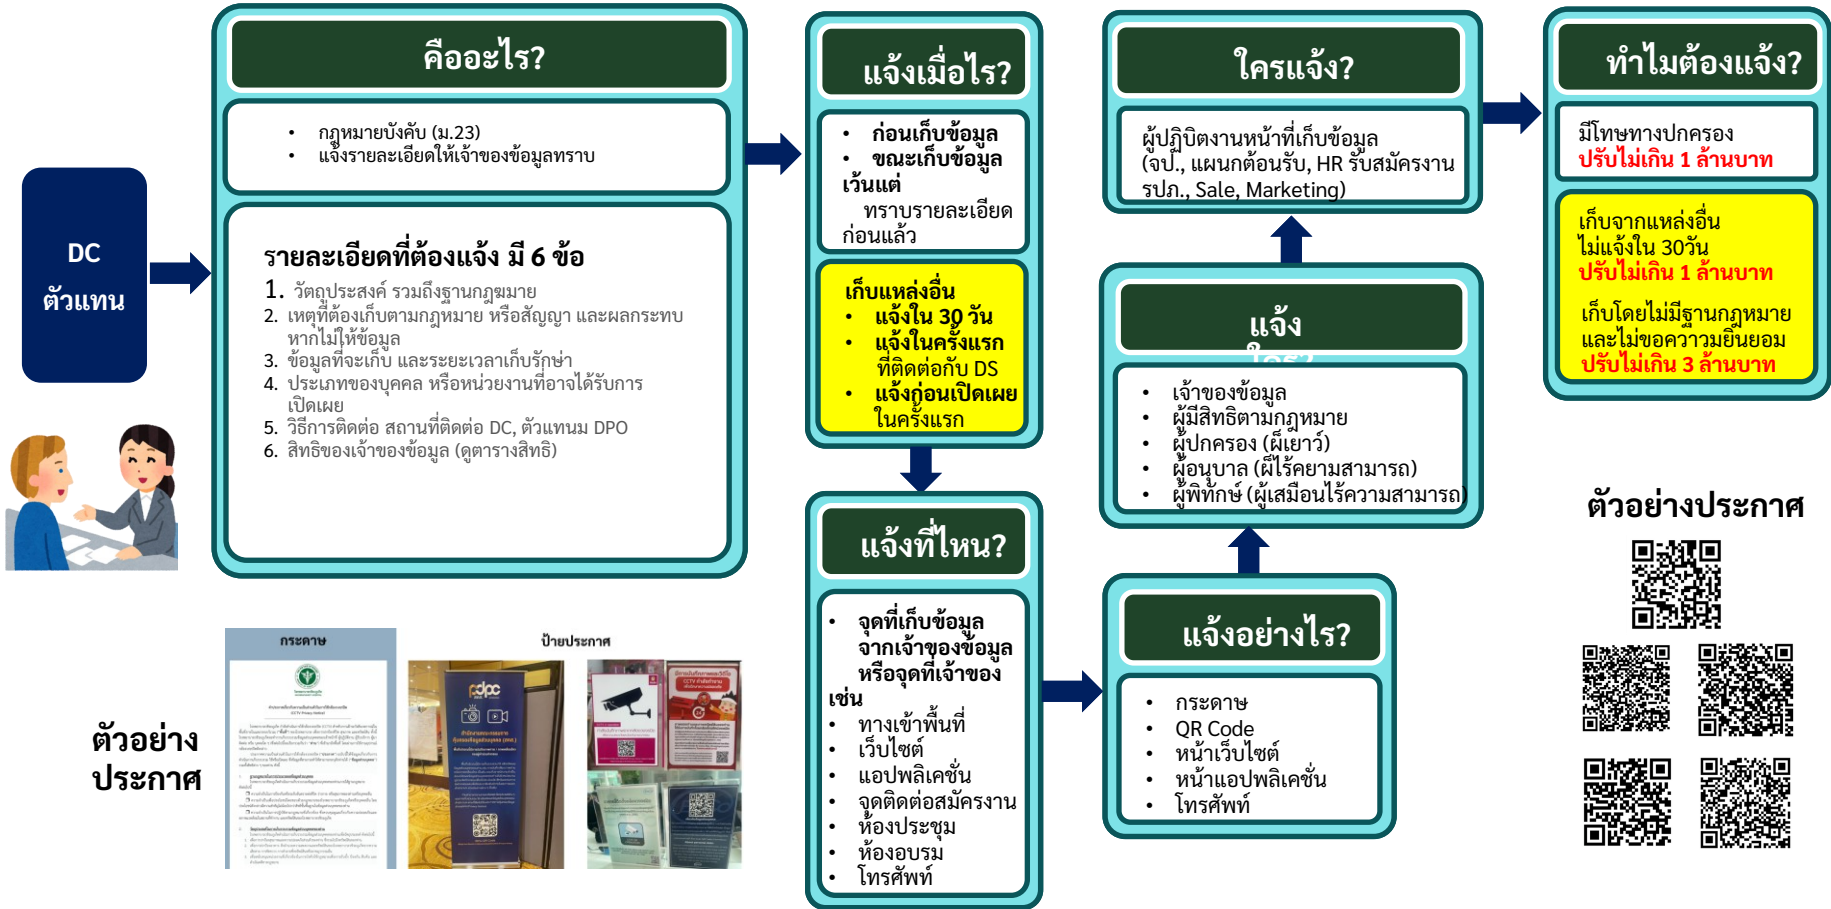 DC
ตัวแทน
คืออะไร?
• กฎหมายบังคับ (ม.23)
• แจ้งรายละเอียดให้เจ้าของข้อมูลทราบ
รายละเอียดที่ต้องแจ้ง มี 6 ข้อ
1. วัตถุประสงค์ รวมถึงฐานกฎฆมาย
2. เหตุที่ต้องเก็บตามกฎหมาย หรือสัญญา และผลกระทบ
หากไม่ให้ข้อมูล
3. ข้อมูลที่จะเก็บ และระยะเวลาเก็บรักษ่า
4. ประเภทของบุคคล หรือหน่วยงานที่อาจได้รับการ
เปิดเผย
5. วิธีการติดต่อ สถานที่ติดต่อ DC, ตัวแทนม DPO
6. สิทธิของเจ้าของข้อมูล (ดูตารางสิทธิ)
แจ้งเมื่อไร?
• ก่อนเก็บข้อมูล
• ขณะเก็บข้อมูล
เว้นแต่
ทราบรายละเอียด
ก่อนแล้ว
เก็บแหล่งอื่น
• แจ้งใน 30 วัน
• แจ้งในครั้งแรก
ที่ติดต่อกับ DS
• แจ้งก่อนเปิดเผย
ในครั้งแรก
แจ้งที่ไหน?
• จุดที่เก็บข้อมูล
จากเจ้าของข้อมูล
หรือจุดที่เจ้าของ
เช่น
• ทางเข้าพื้นที่
• เว็บไซต์
• แอปพลิเคชั่น
• จุดติดต่อสมัครงาน
• ห้องประชุม
• ห้องอบรม
• โทรศัพท์
แจ้งอย่างไร?
• กระดาษ
• QR Code
• หน้าเว็บไซต์
• หน้าแอปพลิเคชั่น
• โทรศัพท์
แจ้ง
ใคร?
• เจ้าของข้อมูล
• ผู้มีสิทธิตามกฎหมาย
• ผู้ปกครอง (ผ็เยาว์)
• ผู้อนุบาล (ผ็ไร้คยามสามารถ)
• ผู้พิทักษ์ (ผู้เสมือนไร้ความสามารถ)
ใครแจ้ง?
ผู้ปฏิบิตงานหน้าที่เก็บข้อมูล
(จป., แผนกต้อนรับ, HR รับสมัครงาน
รปภ., Sale, Marketing)
ทำไมต้องแจ้ง?
มีโทษทางปกครอง
ปรับไม่เกิน 1 ล้านบาท
เก็บจากแหล่งอื่น
ไม่แจ้งใน 30วัน
ปรับไม่เกิน 1 ล้านบาท
เก็บโดยไม่มีฐานกฎหมาย
และไม่ขอควาวมยินยอม
ปรับไม่เกิน 3 ล้านบาท
ตัวอย่างประกาศ
ตัวอย่าง
ประกาศ
กระดาษ
ป้ายประกาศ
pdpc